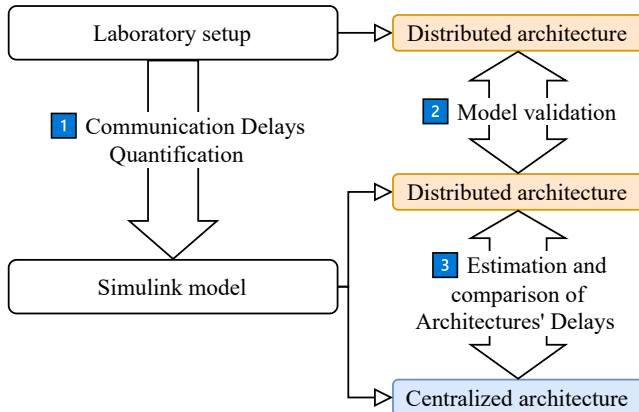 Laboratory setup
Distributed architecture
1 Communication Delays
Quantification
2 Model validation
Distributed architecture
Simulink model
3 Estimation and
comparison of
Architectures' Delays
Centralized architecture